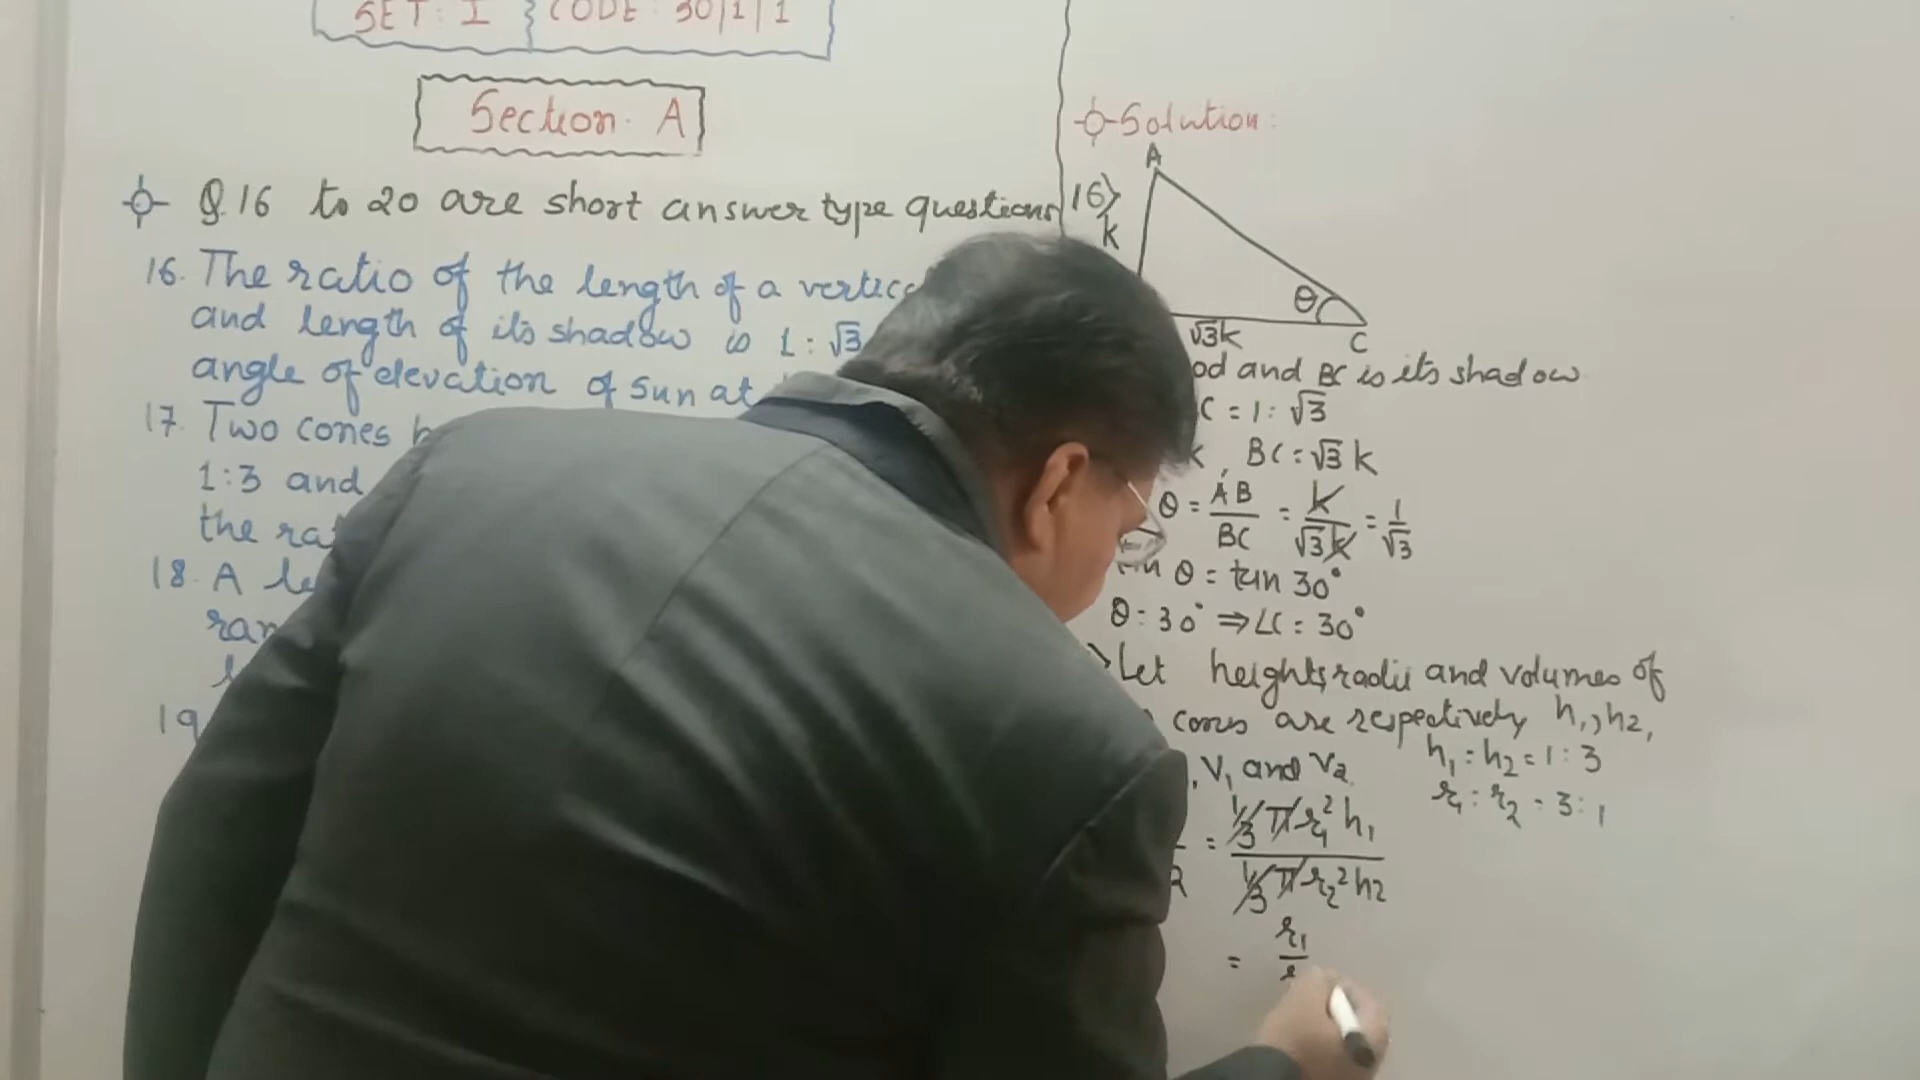 SET: I CODE: 30/1/1
Section A
Q.16 to 20 are short answer type questions
16. The ratio of the length of a
and length of its shadow is 1:√3
angle of elevation of Sun at
17. Two cones
1:3 and
the
18. A
19
Solution:
16>
A
k
θ
√3k
C
and BC is its shadow
C = 1:√3
k, BC = √3 k
θ = AB/BC = k/√3k = 1/√3
θ = tan 30°
θ = 30° ⇒ ∠C = 30°
Let heights, radii and volumes of
cones are respectively h₁, h₂,
, V₁ and V₂
h₁ : h₂ = 1 : 3
r₁ : r₂ = 3 : 1
= 1/3 π r₁² h₁ / 1/3 π r₂² h₂
= r₁